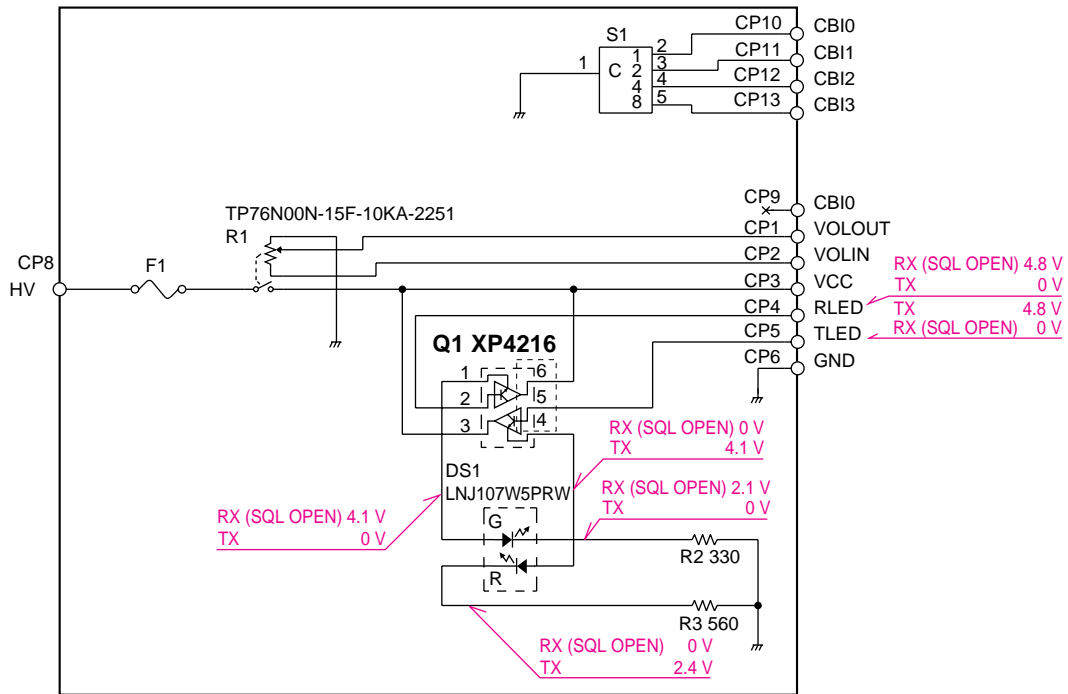 CP10 CBI0
S1
2
1
CP11 CBI1
1 C 2 3
4 4
CP12 CBI2
8 5
CP13 CBI3
CP9 CBI0
TP76N00N-15F-10KA-2251
CP1 VOLOUT
R1
CP2 VOLIN
CP8
F1
HV
CP3 VCC
RX (SQL OPEN) 4.8 V
TX 0 V
CP4 RLED
TX 4.8 V
CP5 TLED
RX (SQL OPEN) 0 V
Q1 XP4216
CP6 GND
1 6
2 5
3 4
RX (SQL OPEN) 0 V
TX 4.1 V
DS1
LNJ107W5PRW
RX (SQL OPEN) 2.1 V
TX 0 V
RX (SQL OPEN) 4.1 V
TX 0 V
G
R2 330
R
R3 560
RX (SQL OPEN) 0 V
TX 2.4 V